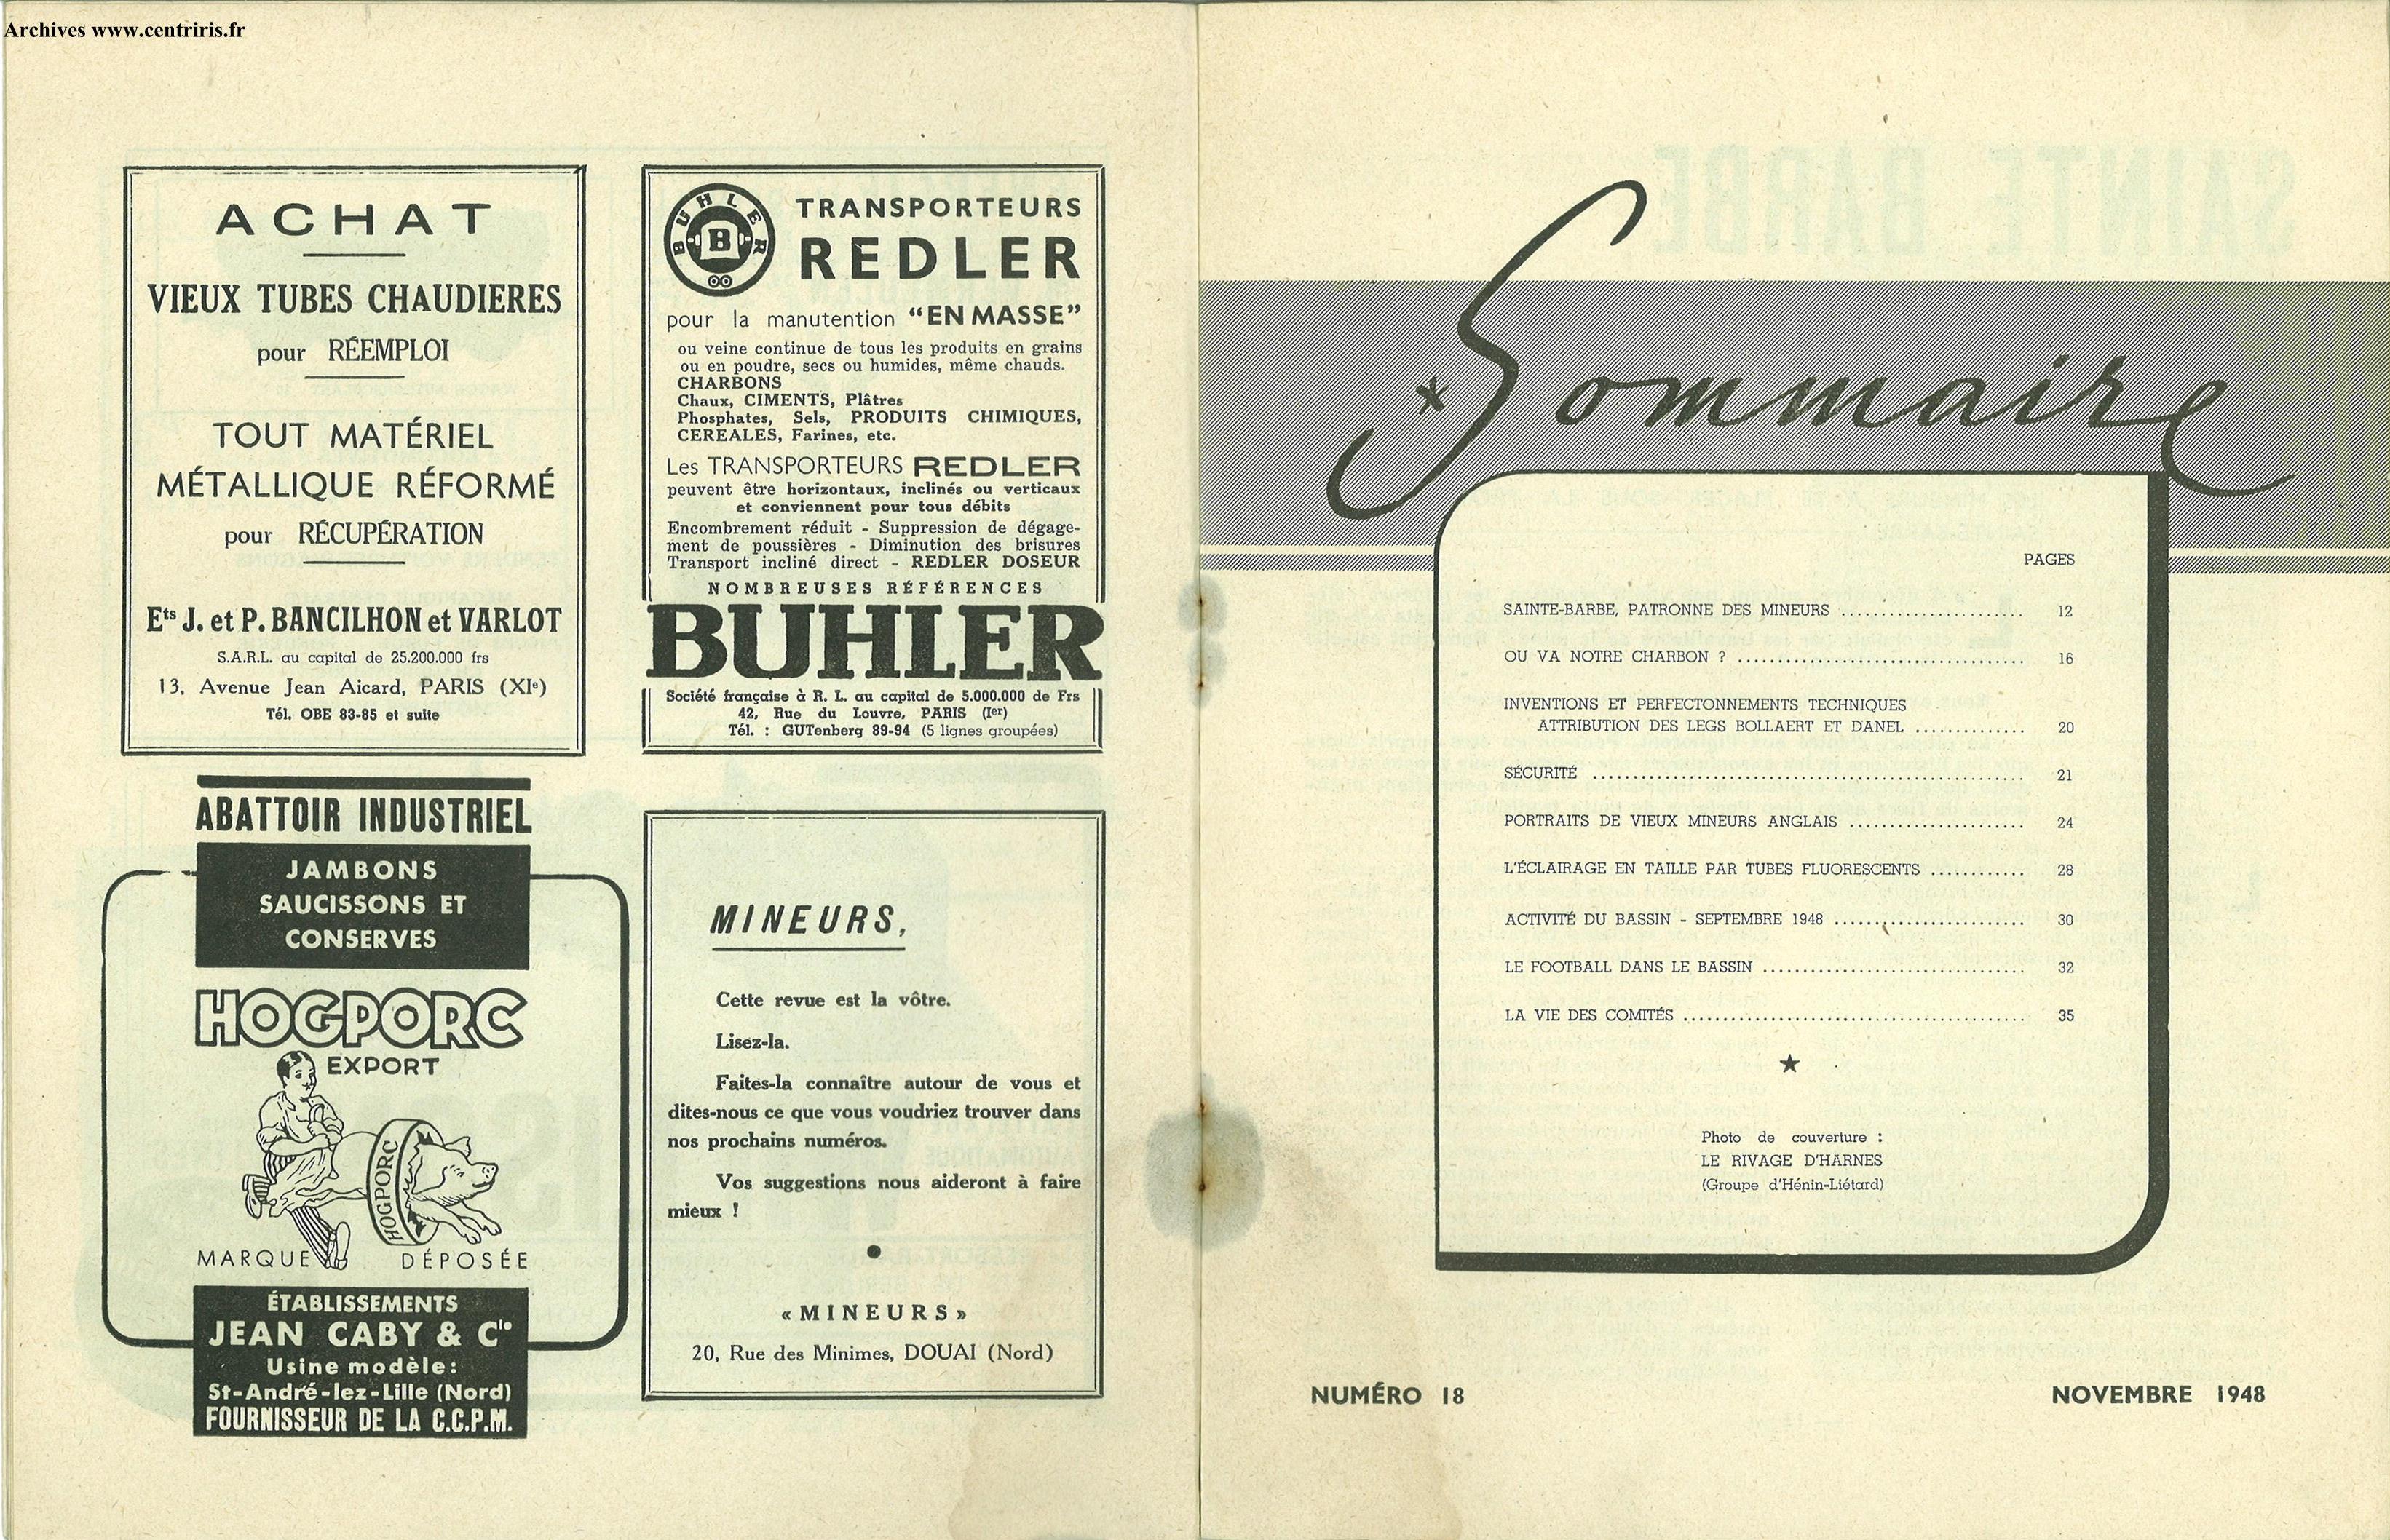 Archives www.centriris.fr
ACHAT
VIEUX TUBES CHAUDIERES
pour RÉEMPLOI
TOUT MATÉRIEL
MÉTALLIQUE RÉFORMÉ
pour RÉCUPÉRATION
Ets J. et P. BANCILHON et VARLOT
S.A.R.L. au capital de 25.200.000 frs
13, Avenue Jean Aicard, PARIS (XIe)
Tél. OBE 83-85 et suite
BUHLER
B
TRANSPORTEURS
REDLER
pour la manutention "EN MASSE"
ou veine continue de tous les produits en grains
ou en poudre, secs ou humides, même chauds.
CHARBONS
Chaux, CIMENTS, Plâtres
Phosphates, Sels, PRODUITS CHIMIQUES,
CEREALES, Farines, etc.
Les TRANSPORTEURS REDLER
peuvent être horizontaux, inclinés ou verticaux
et conviennent pour tous débits
Encombrement réduit - Suppression de dégage-
ment de poussières - Diminution des brisures
Transport incliné direct - REDLER DOSEUR
NOMBREUSES RÉFÉRENCES
BUHLER
Société française à R. L. au capital de 5.000.000 de Frs
42, Rue du Louvre, PARIS (Ier)
Tél. : GUTenberg 89-94 (5 lignes groupées)
ABATTOIR INDUSTRIEL
JAMBONS
SAUCISSONS ET
CONSERVES
HOGPORC
EXPORT
HOGPORC
MARQUE DÉPOSÉE
ÉTABLISSEMENTS
JEAN CABY & Cie
Usine modèle:
St-André-lez-Lille (Nord)
FOURNISSEUR DE LA C.C.P.M.
MINEURS,
Cette revue est la vôtre.
Lisez-la.
Faites-la connaître autour de vous et
dites-nous ce que vous voudriez trouver dans
nos prochains numéros.
Vos suggestions nous aideront à faire
mieux !
« MINEURS »
20, Rue des Minimes, DOUAI (Nord)
Sommaire
PAGES
SAINTE-BARBE, PATRONNE DES MINEURS ....................... 12
OU VA NOTRE CHARBON ? .................................... 16
INVENTIONS ET PERFECTONNEMENTS TECHNIQUES
ATTRIBUTION DES LEGS BOLLAERT ET DANEL .............. 20
SÉCURITÉ ...................................................... 21
PORTRAITS DE VIEUX MINEURS ANGLAIS ...................... 24
L'ÉCLAIRAGE EN TAILLE PAR TUBES FLUORESCENTS ............ 28
ACTIVITÉ DU BASSIN - SEPTEMBRE 1948 ........................ 30
LE FOOTBALL DANS LE BASSIN ................................. 32
LA VIE DES COMITÉS ........................................... 35
Photo de couverture :
LE RIVAGE D'HARNES
(Groupe d'Hénin-Liétard)
NUMÉRO 18
NOVEMBRE 1948